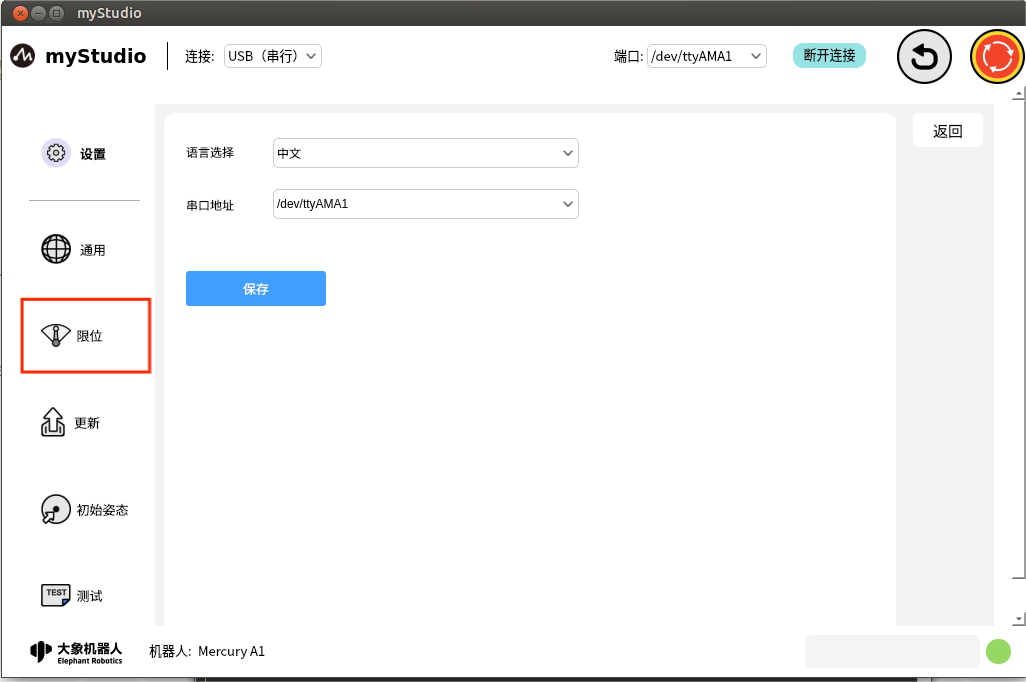 myStudio
myStudio
连接:
USB（串行）
端口:
/dev/ttyAMA1
断开连接
设置
通用
限位
更新
初始姿态
TEST
测试
语言选择
中文
串口地址
/dev/ttyAMA1
保存
返回
大象机器人
Elephant Robotics
机器人: Mercury A1